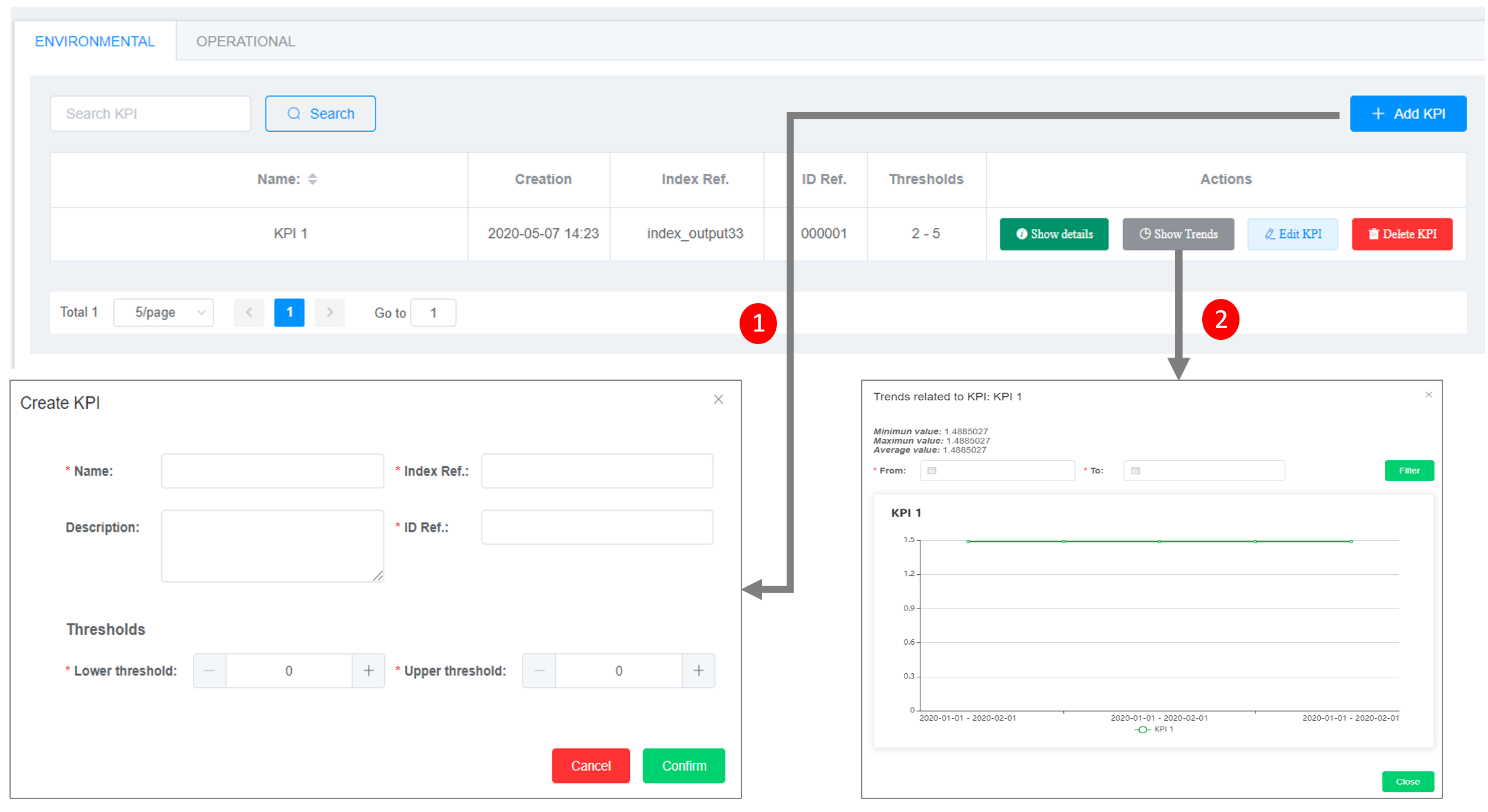 ENVIRONMENTAL OPERATIONAL
Search KPI Search + Add KPI
Name: Creation Index Ref. ID Ref. Thresholds Actions
KPI 1 2020-05-07 14:23 index_output33 000001 2 - 5 Show details Show Trends Edit KPI Delete KPI
Total 1 5/page < 1 > Go to 1
1
2
Create KPI ×
* Name: * Index Ref.:
Description: * ID Ref.:
Thresholds
* Lower threshold: − 0 + * Upper threshold: − 0 +
Cancel Confirm
Trends related to KPI: KPI 1 ×
Minimun value: 1.4885027
Maximun value: 1.4885027
Average value: 1.4885027
* From: * To: Filter
KPI 1
1.5
1.2
0.9
0.6
0.3
0
2020-01-01 - 2020-02-01 2020-01-01 - 2020-02-01 2020-01-01 - 2020-02-01
KPI 1
Close